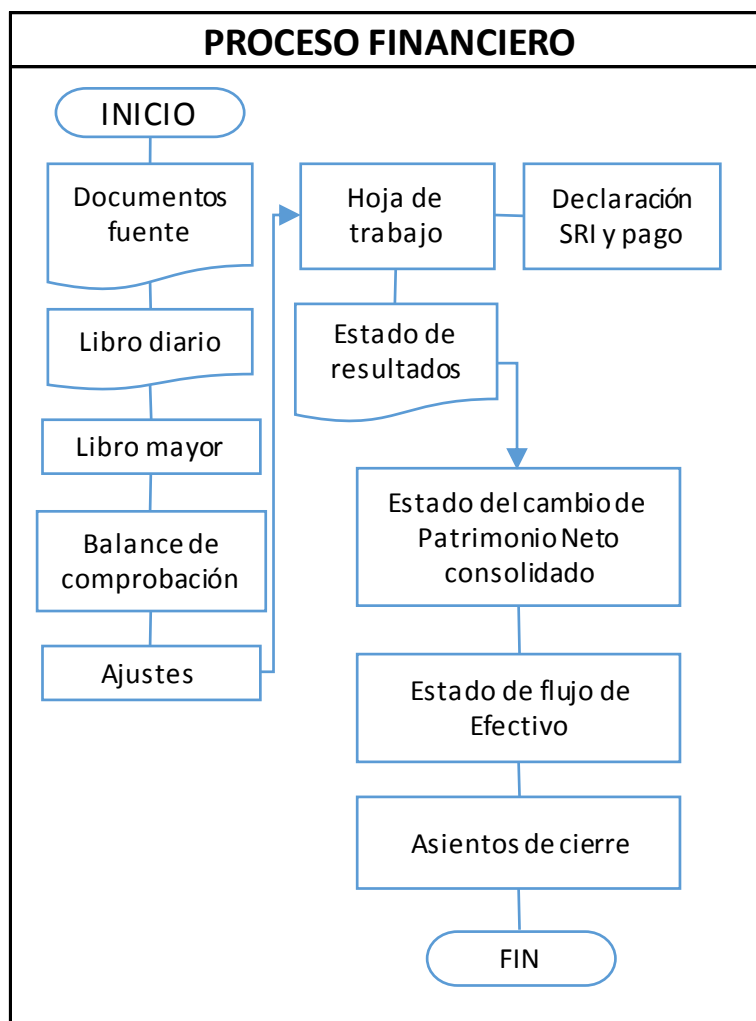 PROCESO FINANCIERO
INICIO
Documentos
fuente
Libro diario
Libro mayor
Balance de
comprobación
Ajustes
Hoja de
trabajo
Declaración
SRI y pago
Estado de
resultados
Estado del cambio de
Patrimonio Neto
consolidado
Estado de flujo de
Efectivo
Asientos de cierre
FIN